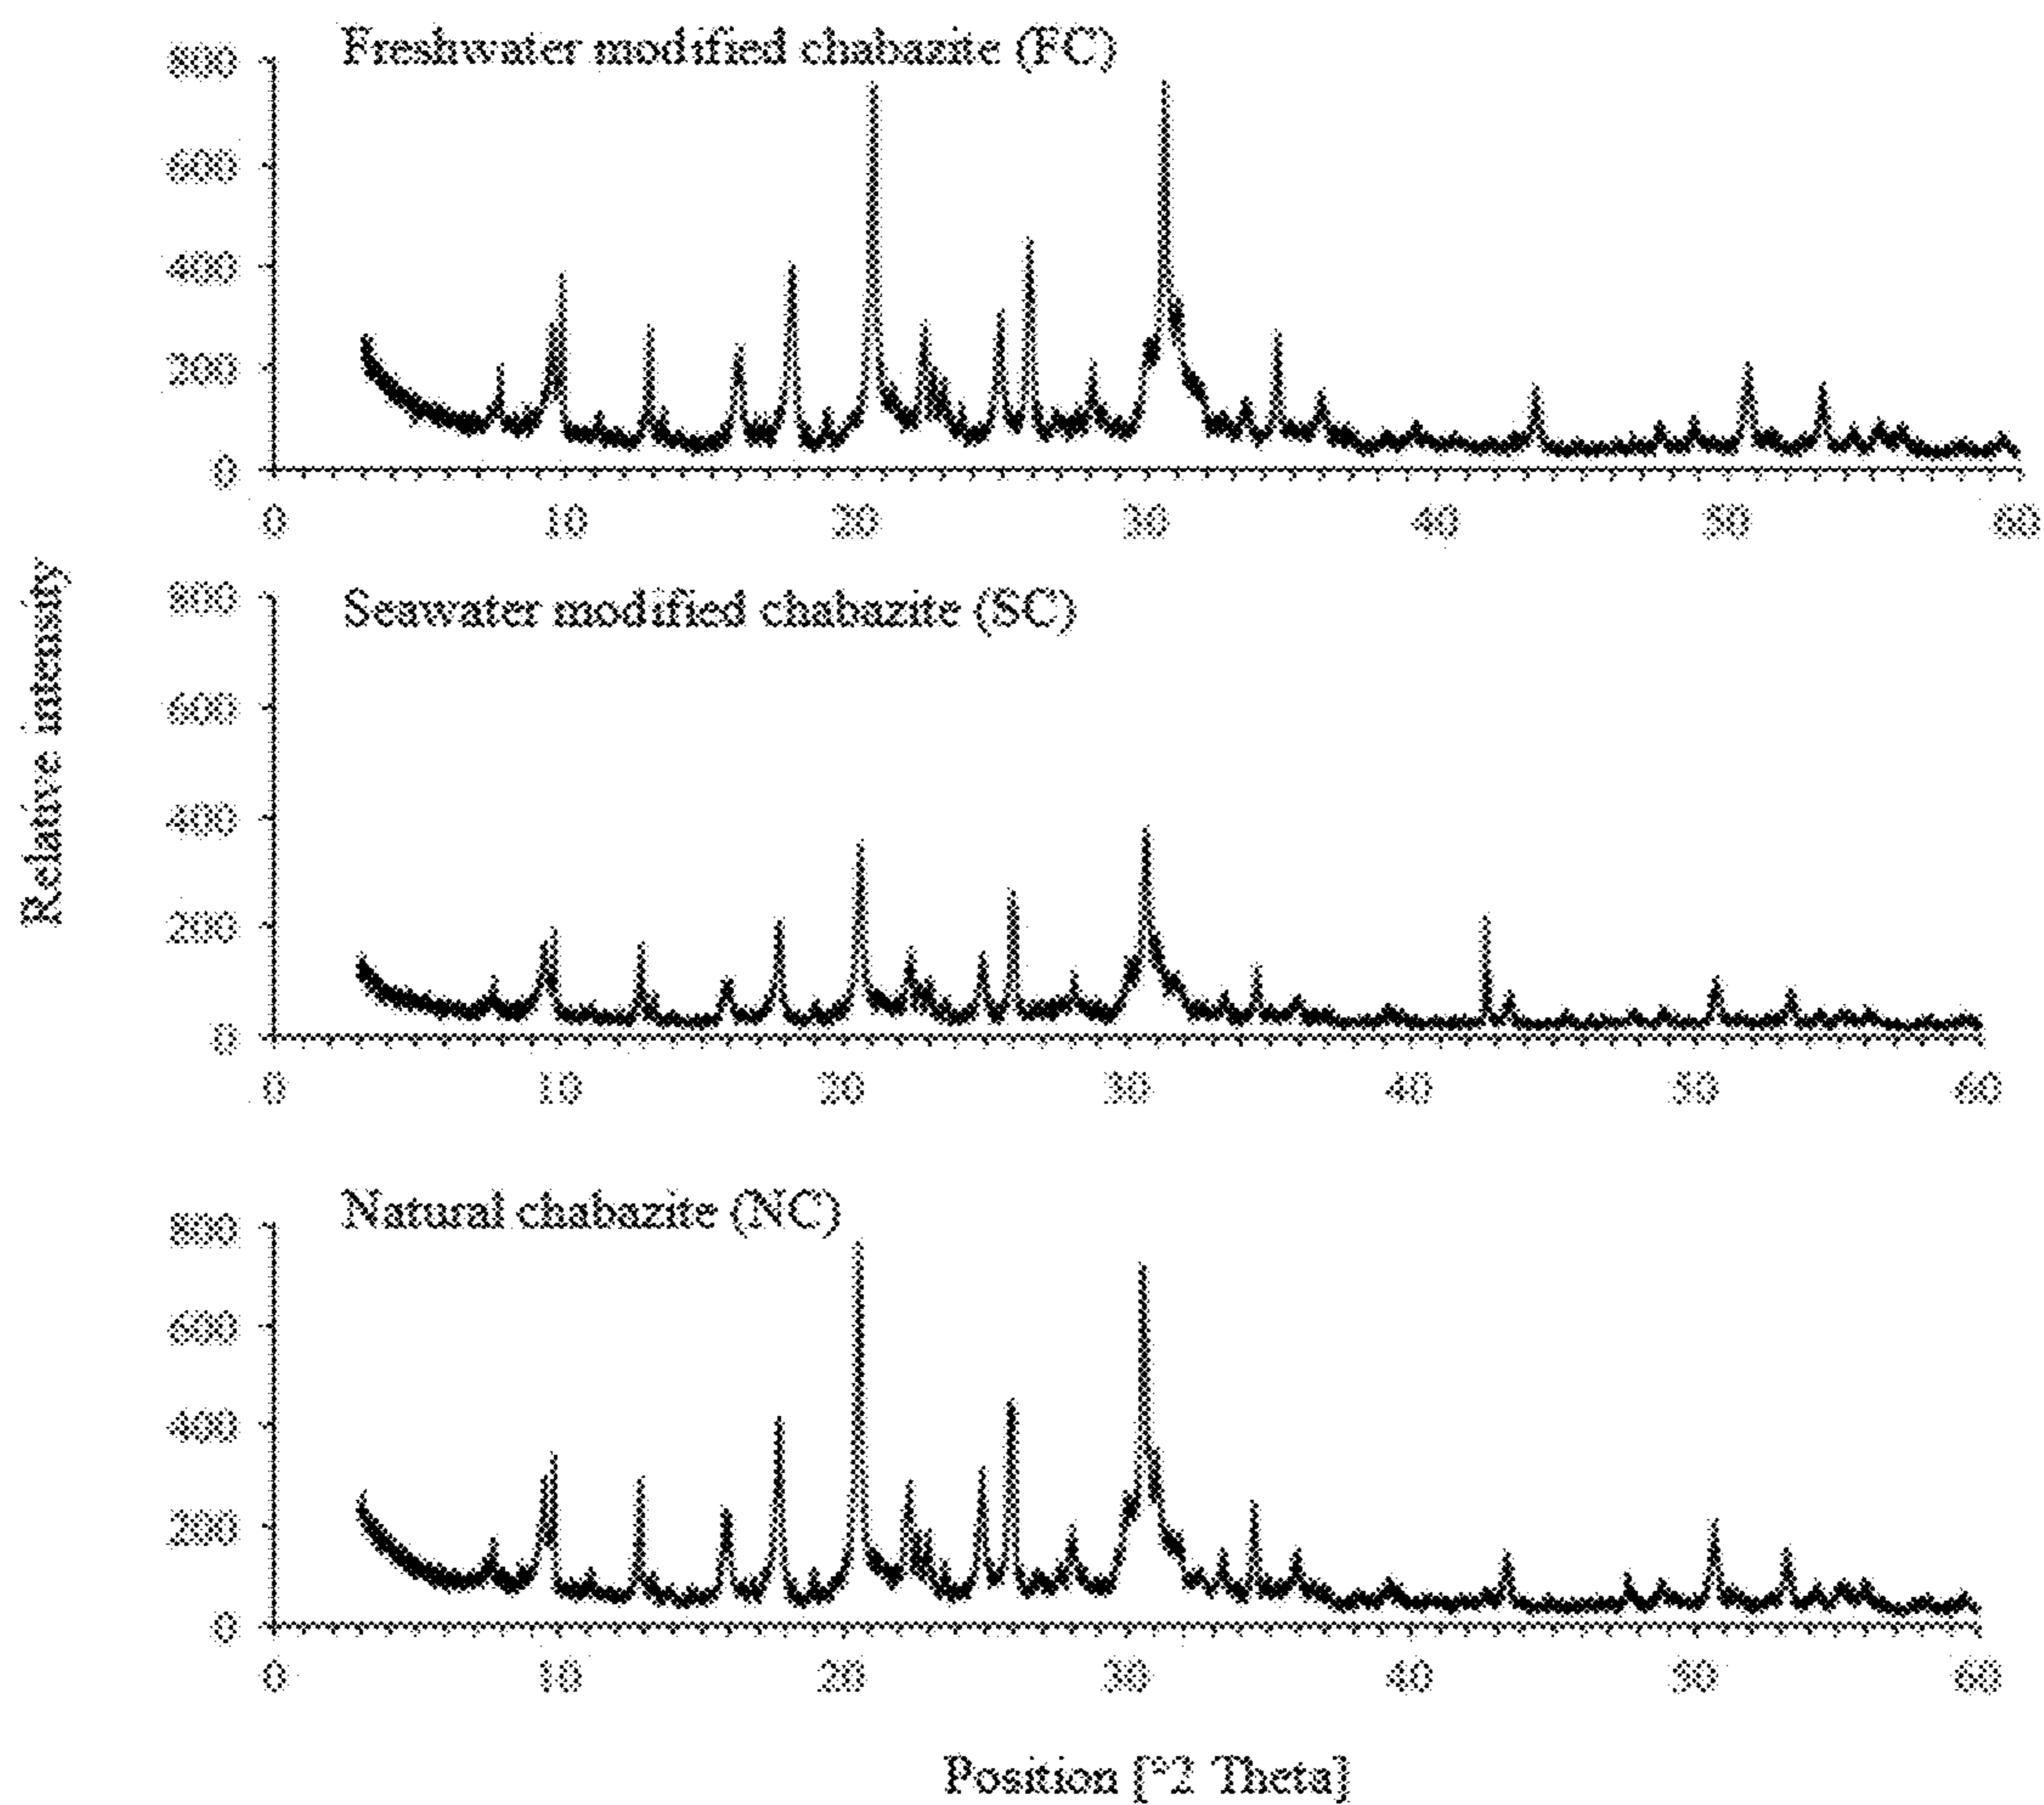 Freshwater modified chabazite (FC)
800
600
400
200
0
0 10 20 30 40 50 60
Relative intensity
Seawater modified chabazite (SC)
800
600
400
200
0
0 10 20 30 40 50 60
Natural chabazite (NC)
800
600
400
200
0
0 10 20 30 40 50 60
Position [°2 Theta]